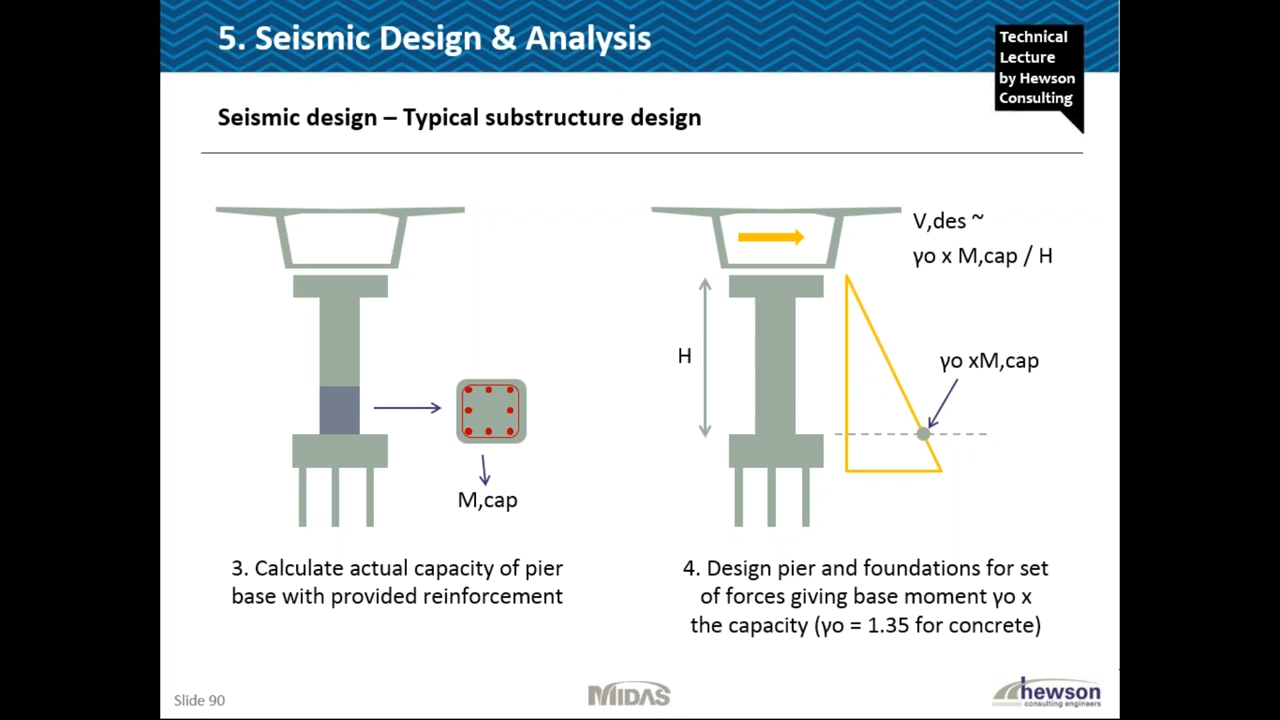 5. Seismic Design & Analysis
Technical
Lecture
by Hewson
Consulting
Seismic design – Typical substructure design
V,des ~
γo x M,cap / H
H
γo xM,cap
M,cap
3. Calculate actual capacity of pier
base with provided reinforcement
4. Design pier and foundations for set
of forces giving base moment γo x
the capacity (γo = 1.35 for concrete)
Slide 90
MIDAS
hewson
consulting engineers